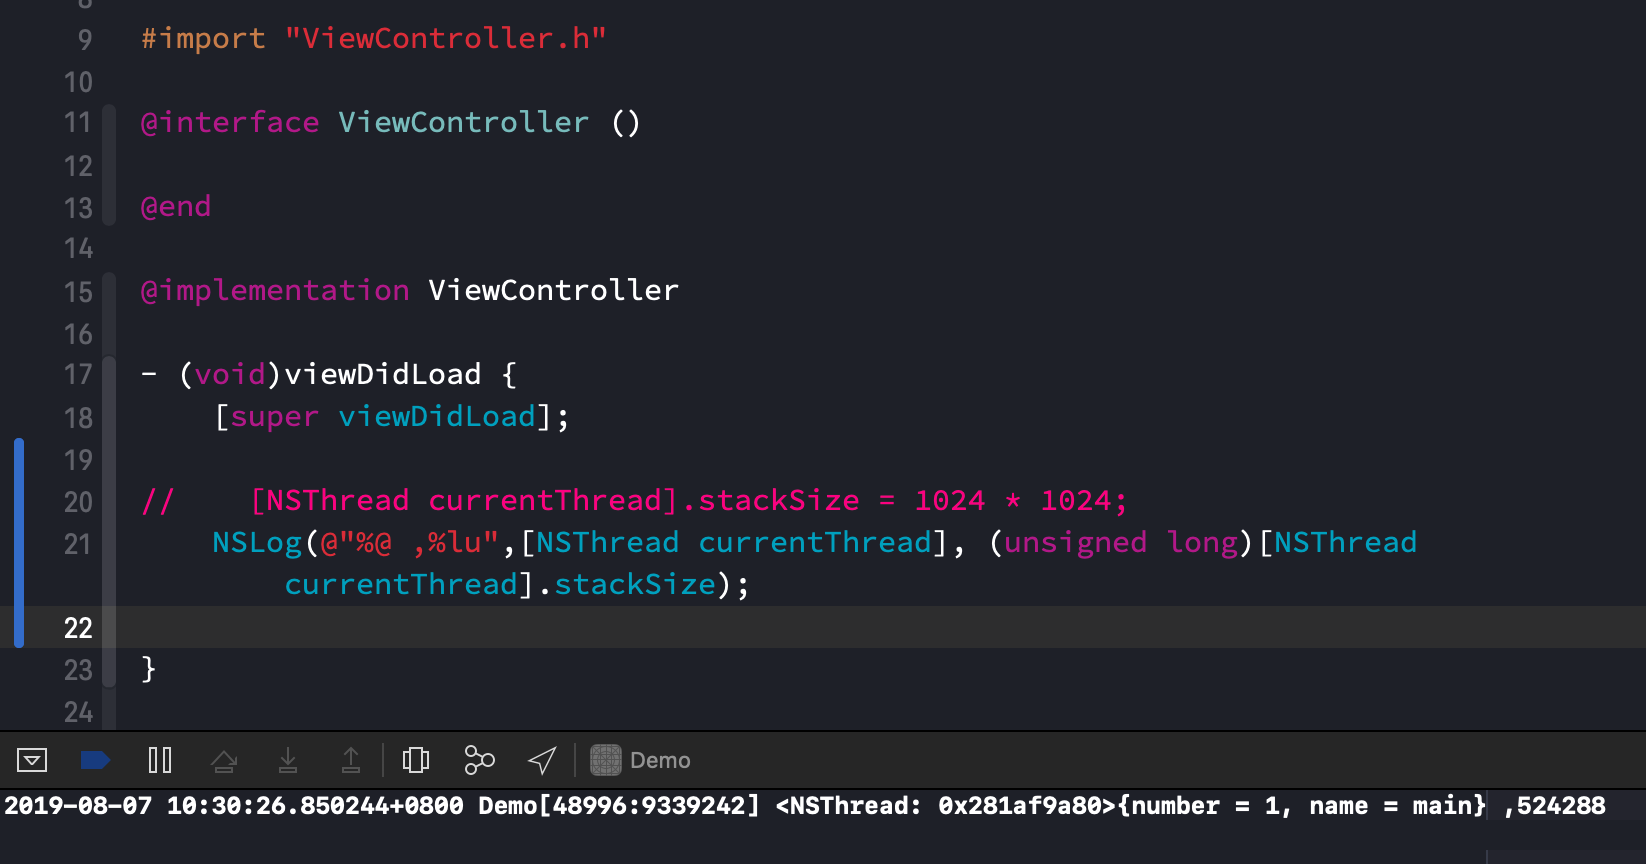 9 #import "ViewController.h"
10
11 @interface ViewController ()
12
13 @end
14
15 @implementation ViewController
16
17 - (void)viewDidLoad {
18     [super viewDidLoad];
19
20 //    [NSThread currentThread].stackSize = 1024 * 1024;
21     NSLog(@"%@ ,%lu",[NSThread currentThread], (unsigned long)[NSThread
currentThread].stackSize);
22
23 }
24
Demo
2019-08-07 10:30:26.850244+0800 Demo[48996:9339242] <NSThread: 0x281af9a80>{number = 1, name = main} ,524288